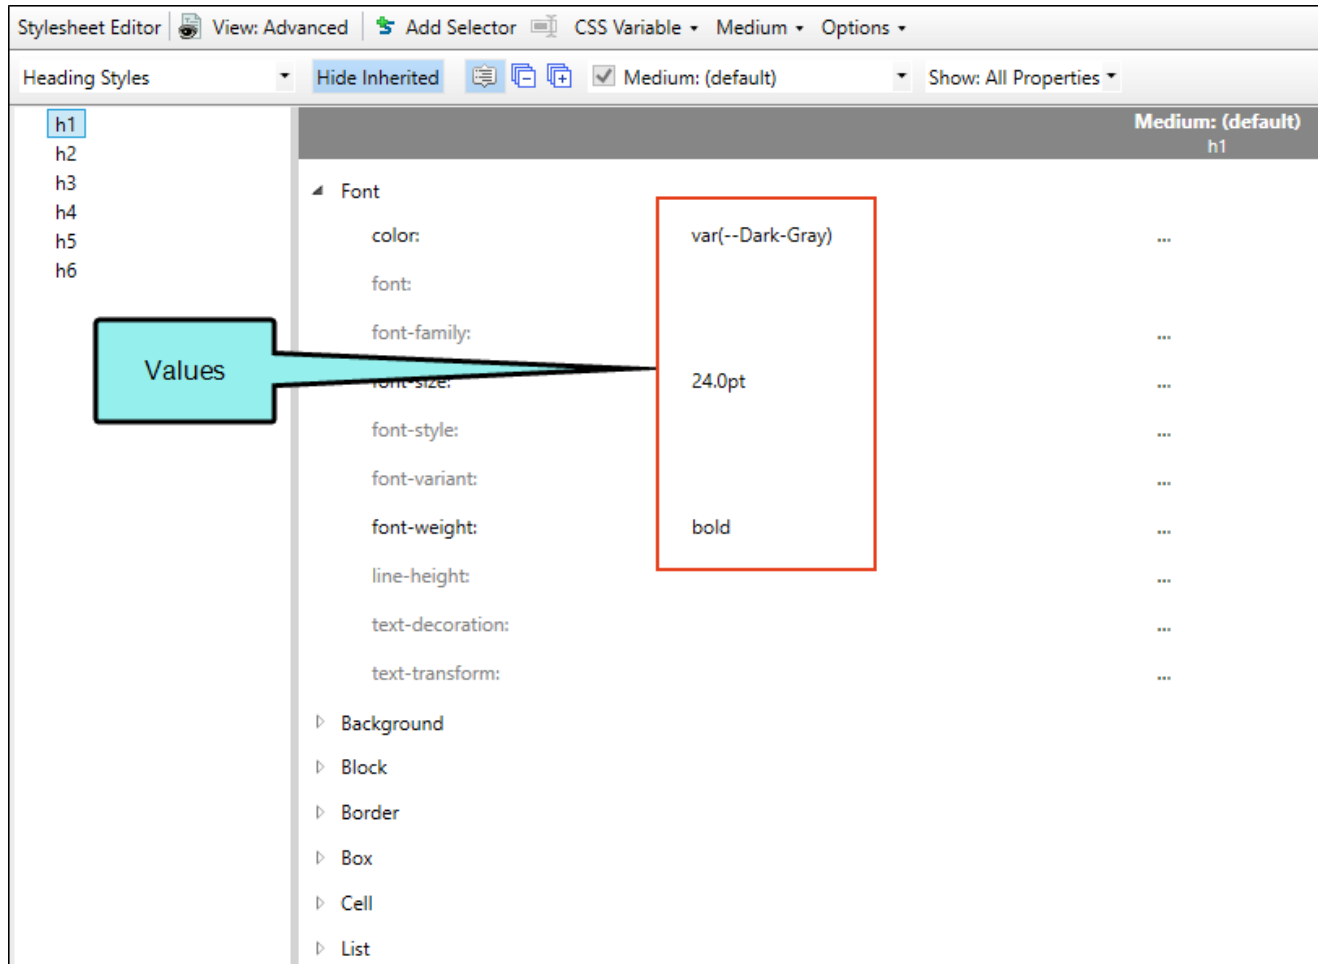 Stylesheet Editor View: Advanced Add Selector CSS Variable Medium Options
Heading Styles Hide Inherited Medium: (default) Show: All Properties
h1
h2
h3
h4
h5
h6
Medium: (default)
h1
Font
color: var(--Dark-Gray) ...
font:
font-family: ...
Values
font-size: 24.0pt ...
font-style: ...
font-variant: ...
font-weight: bold ...
line-height: ...
text-decoration: ...
text-transform: ...
Background
Block
Border
Box
Cell
List